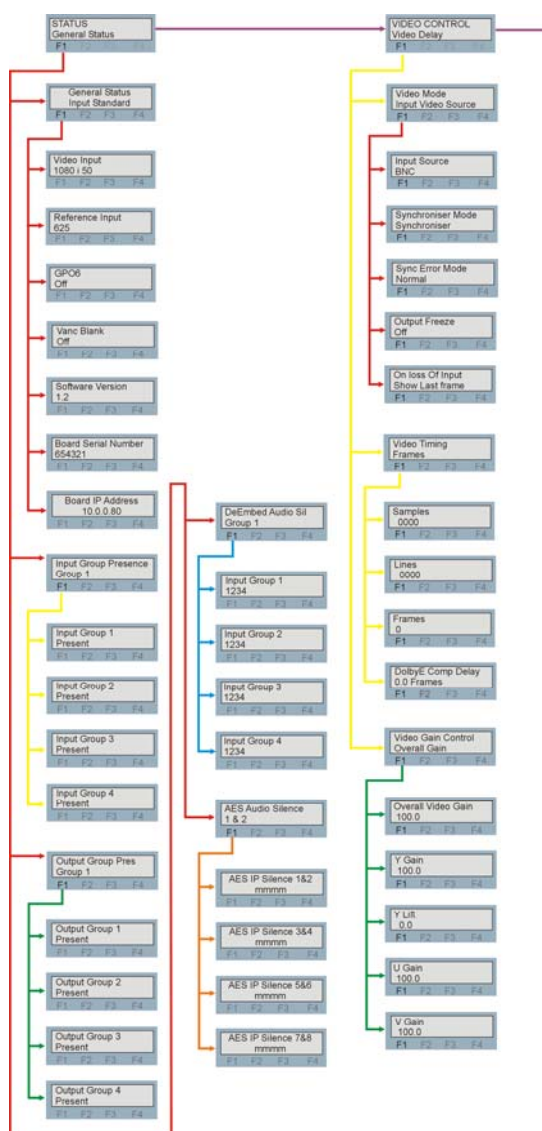 STATUS
General Status
F1
General Status
Input Standard
F1 F2 F3 F4
Video Input
1080 i 50
F1 F2 F3 F4
Reference Input
625
F1 F2 F3 F4
GPO6
Off
F1 F2 F3 F4
Vanc Blank
Off
F1 F2 F3 F4
Software Version
1.2
F1 F2 F3 F4
Board Serial Number
654321
F1 F2 F3 F4
Board IP Address
10.0.0.80
F1 F2 F3 F4
Input Group Presence
Group 1
F1 F2 F3 F4
Input Group 1
Present
F1 F2 F3 F4
Input Group 2
Present
F1 F2 F3 F4
Input Group 3
Present
F1 F2 F3 F4
Input Group 4
Present
F1 F2 F3 F4
Output Group Pres
Group 1
F1 F2 F3 F4
Output Group 1
Present
F1 F2 F3 F4
Output Group 2
Present
F1 F2 F3 F4
Output Group 3
Present
F1 F2 F3 F4
Output Group 4
Present
F1 F2 F3 F4
DeEmbed Audio Sil
Group 1
F1 F2 F3 F4
Input Group 1
1234
F1 F2 F3 F4
Input Group 2
1234
F1 F2 F3 F4
Input Group 3
1234
F1 F2 F3 F4
Input Group 4
1234
F1 F2 F3 F4
AES Audio Silence
1 & 2
F1 F2 F3 F4
AES IP Silence 1&2
mmmm
F1 F2 F3 F4
AES IP Silence 3&4
mmmm
F1 F2 F3 F4
AES IP Silence 5&6
mmmm
F1 F2 F3 F4
AES IP Silence 7&8
mmmm
F1 F2 F3 F4
VIDEO CONTROL
Video Delay
F1
Video Mode
Input Video Source
F1 F2 F3 F4
Input Source
BNC
F1 F2 F3 F4
Synchroniser Mode
Synchroniser
F1 F2 F3 F4
Sync Error Mode
Normal
F1 F2 F3 F4
Output Freeze
Off
F1 F2 F3 F4
On loss Of Input
Show Last frame
F1 F2 F3 F4
Video Timing
Frames
F1 F2 F3 F4
Samples
0000
F1 F2 F3 F4
Lines
0000
F1 F2 F3 F4
Frames
0
F1 F2 F3 F4
DolbyE Comp Delay
0.0 Frames
F1 F2 F3 F4
Video Gain Control
Overall Gain
F1 F2 F3 F4
Overall Video Gain
100.0
F1 F2 F3 F4
Y Gain
100.0
F1 F2 F3 F4
Y Lift
0.0
F1 F2 F3 F4
U Gain
100.0
F1 F2 F3 F4
V Gain
100.0
F1 F2 F3 F4